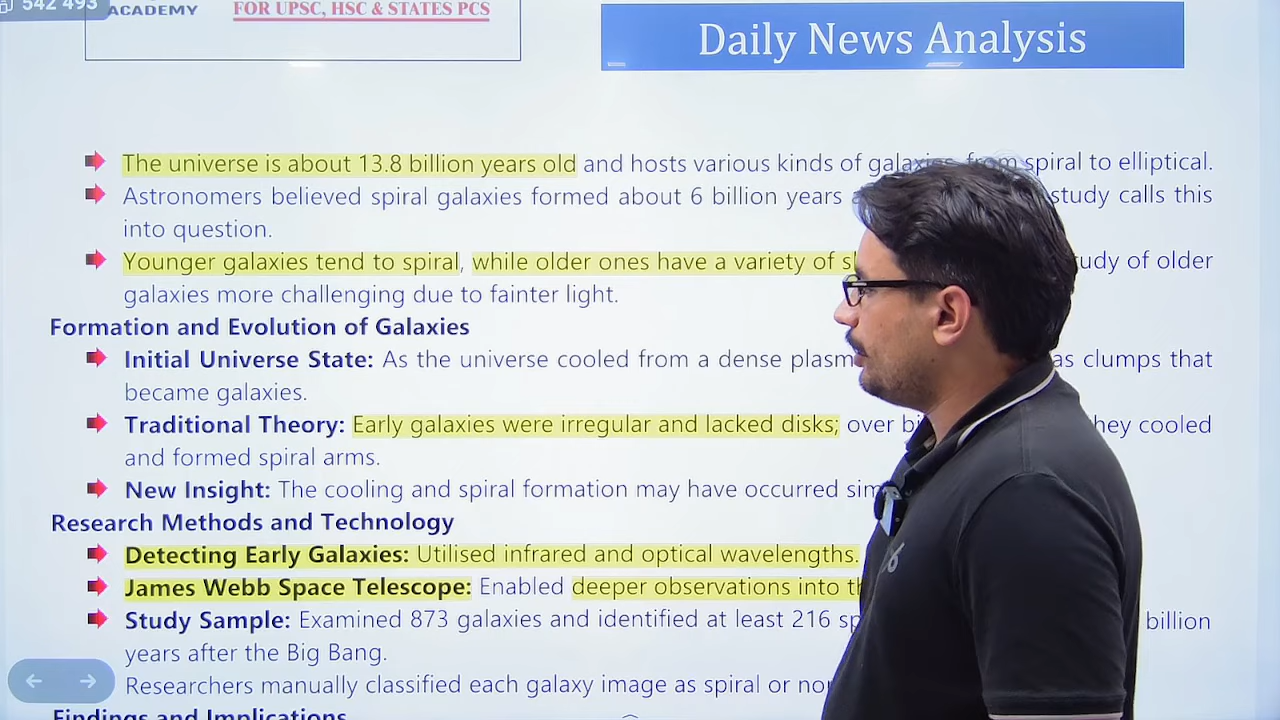 542 493
ACADEMY
FOR UPSC, HSC & STATES PCS
Daily News Analysis
The universe is about 13.8 billion years old and hosts various kinds of galaxies, from spiral to elliptical.
Astronomers believed spiral galaxies formed about 6 billion years study calls this
into question.
Younger galaxies tend to spiral, while older ones have a variety of study of older
galaxies more challenging due to fainter light.
Formation and Evolution of Galaxies
Initial Universe State: As the universe cooled from a dense clumps that
became galaxies.
Traditional Theory: Early galaxies were irregular and lacked disks; over they cooled
and formed spiral arms.
New Insight: The cooling and spiral formation may have occurred
Research Methods and Technology
Detecting Early Galaxies: Utilised infrared and optical wavelengths.
James Webb Space Telescope: Enabled deeper observations into
Study Sample: Examined 873 galaxies and identified at least 216 billion
years after the Big Bang.
Researchers manually classified each galaxy image as spiral or
Findings and Implications